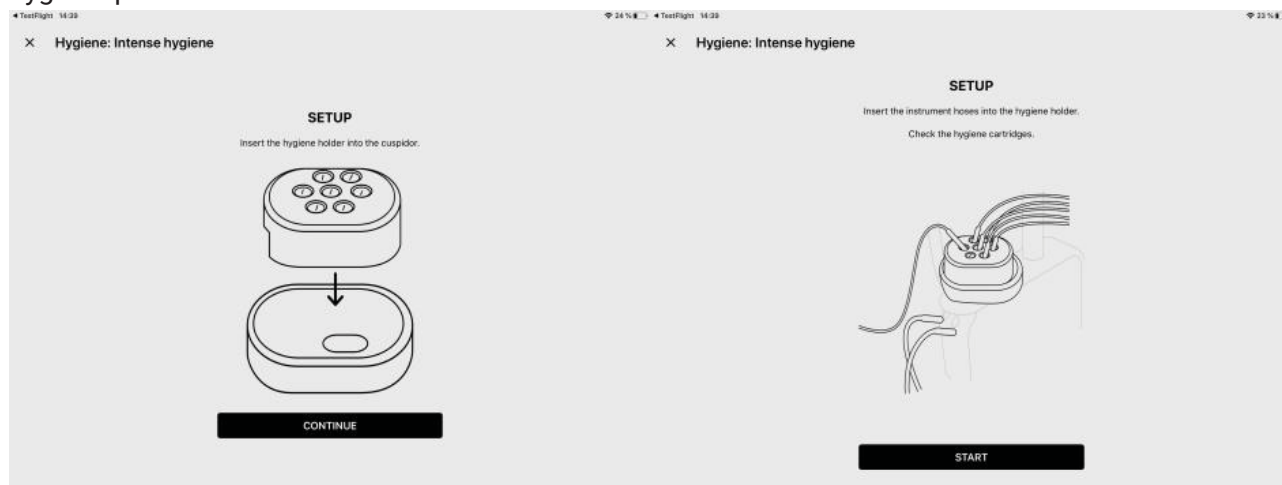 ◀ TestFlight 14:39
24 %
✕ Hygiene: Intense hygiene
SETUP
Insert the hygiene holder into the cuspidor.
CONTINUE
◀ TestFlight 14:39
23 %
✕ Hygiene: Intense hygiene
SETUP
Insert the instrument hoses into the hygiene holder.
Check the hygiene cartridges.
START